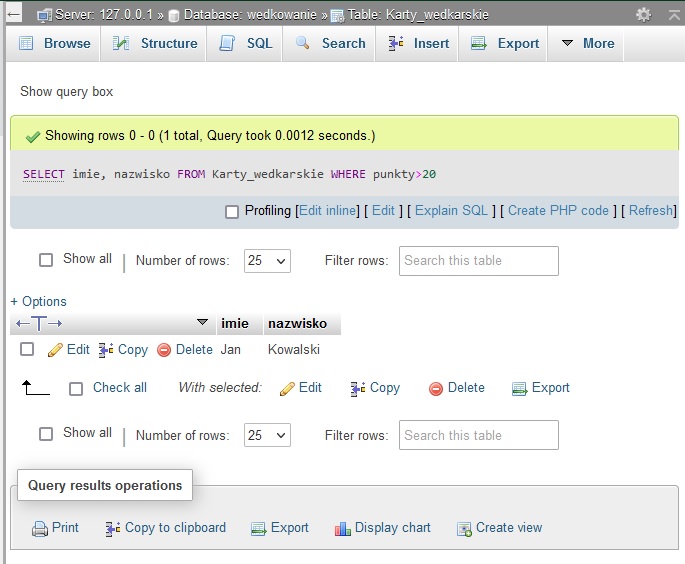 ← Server: 127.0.0.1 » Database: wedkowanie » Table: Karty_wedkarskie
Browse Structure SQL Search Insert Export More
Show query box
Showing rows 0 - 0 (1 total, Query took 0.0012 seconds.)
SELECT imie, nazwisko FROM Karty_wedkarskie WHERE punkty>20
Profiling [Edit inline] [ Edit ] [ Explain SQL ] [ Create PHP code ] [ Refresh]
Show all | Number of rows: 25 Filter rows: Search this table
+ Options
←T→ imie nazwisko
Edit Copy Delete Jan Kowalski
Check all With selected: Edit Copy Delete Export
Show all | Number of rows: 25 Filter rows: Search this table
Query results operations
Print Copy to clipboard Export Display chart Create view